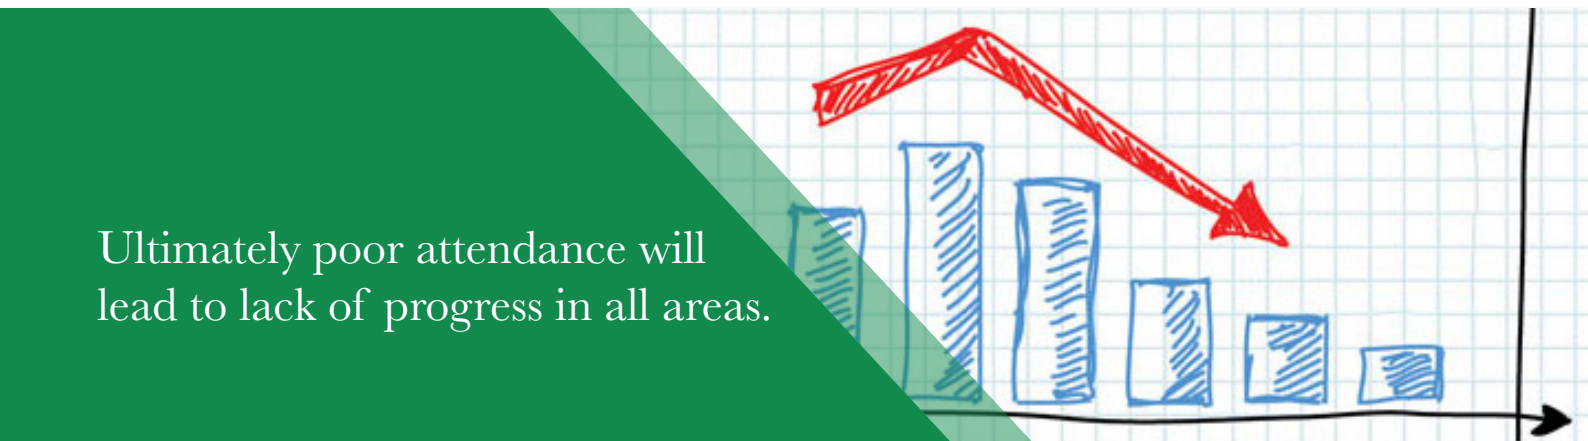 Ultimately poor attendance will
lead to lack of progress in all areas.